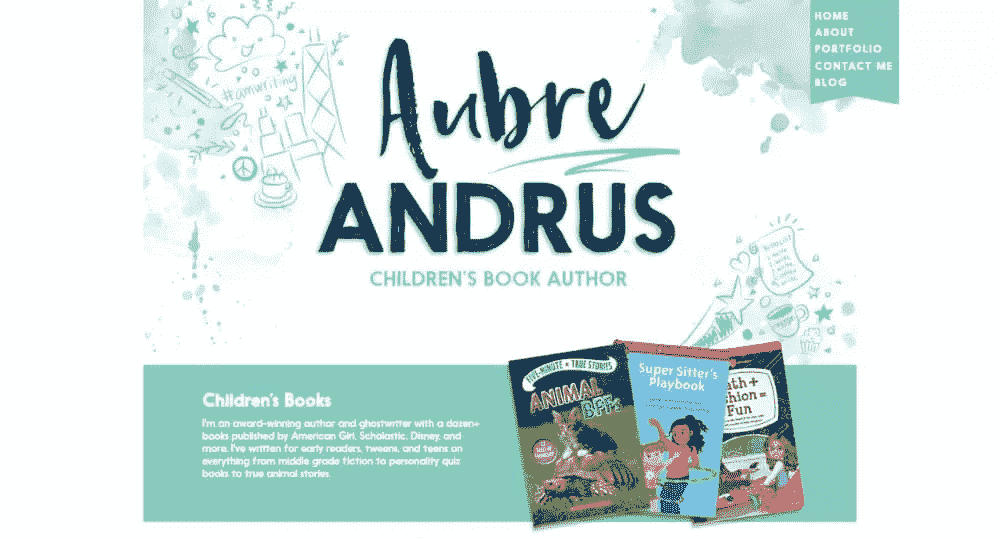 HOME
ABOUT
PORTFOLIO
CONTACT ME
BLOG
#amwriting
Aubre
ANDRUS
CHILDREN'S BOOK AUTHOR
Children's Books
I'm an award-winning author and ghostwriter with a dozen+
books published by American Girl, Scholastic, Disney, and
more. I've written for early readers, tweens, and teens on
everything from middle grade fiction to personality quiz
books to true animal stories.
FIVE-MINUTE ★ TRUE STORIES
ANIMAL
BFFs
Super Sitter's
Playbook
ath+
hion=
Fun